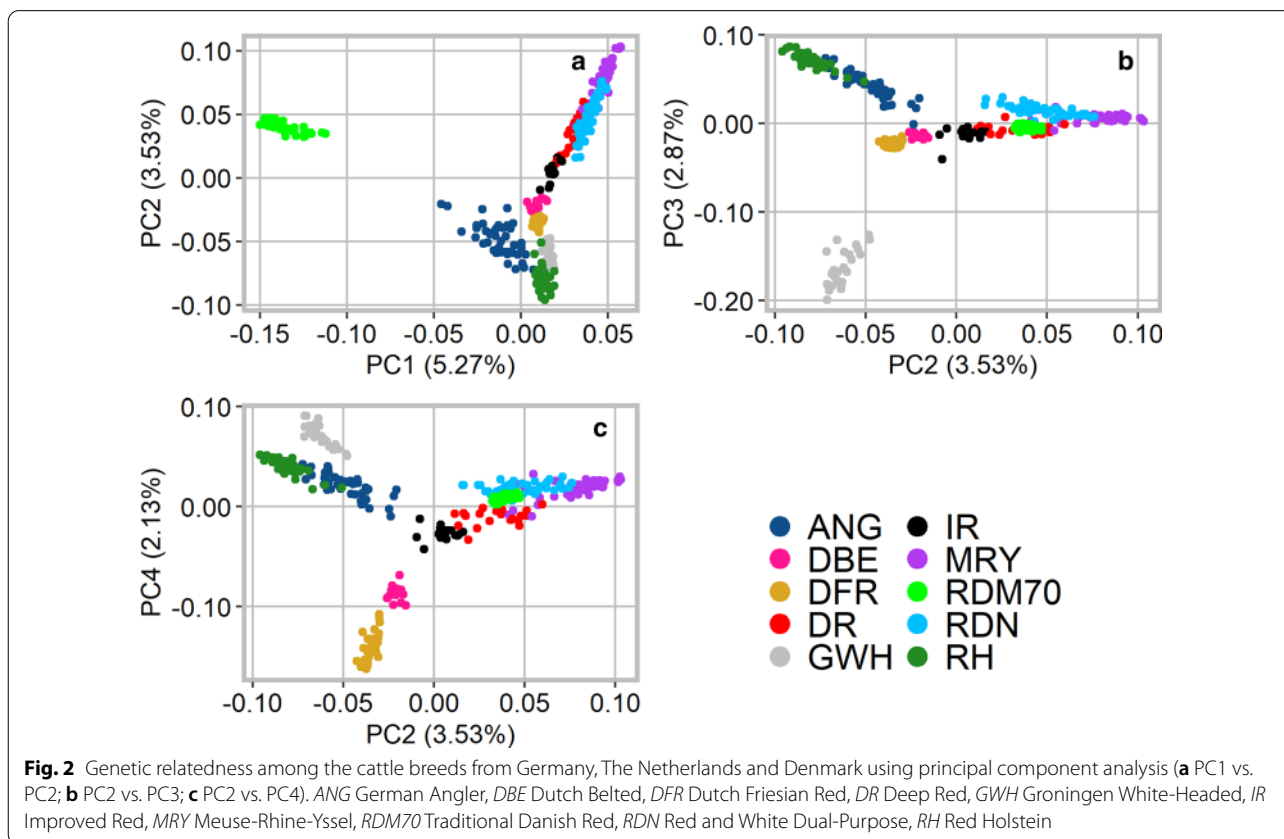 a
0.10
0.05
0.00
-0.05
-0.10
PC2 (3.53%)
-0.15 -0.10 -0.05 0.00 0.05
PC1 (5.27%)
b
0.10
0.00
-0.10
-0.20
PC3 (2.87%)
-0.10 -0.05 0.00 0.05 0.10
PC2 (3.53%)
c
0.10
0.00
-0.10
PC4 (2.13%)
-0.10 -0.05 0.00 0.05 0.10
PC2 (3.53%)
ANG IR
DBE MRY
DFR RDM70
DR RDN
GWH RH
Fig. 2 Genetic relatedness among the cattle breeds from Germany, The Netherlands and Denmark using principal component analysis (a PC1 vs.
PC2; b PC2 vs. PC3; c PC2 vs. PC4). ANG German Angler, DBE Dutch Belted, DFR Dutch Friesian Red, DR Deep Red, GWH Groningen White-Headed, IR
Improved Red, MRY Meuse-Rhine-Yssel, RDM70 Traditional Danish Red, RDN Red and White Dual-Purpose, RH Red Holstein